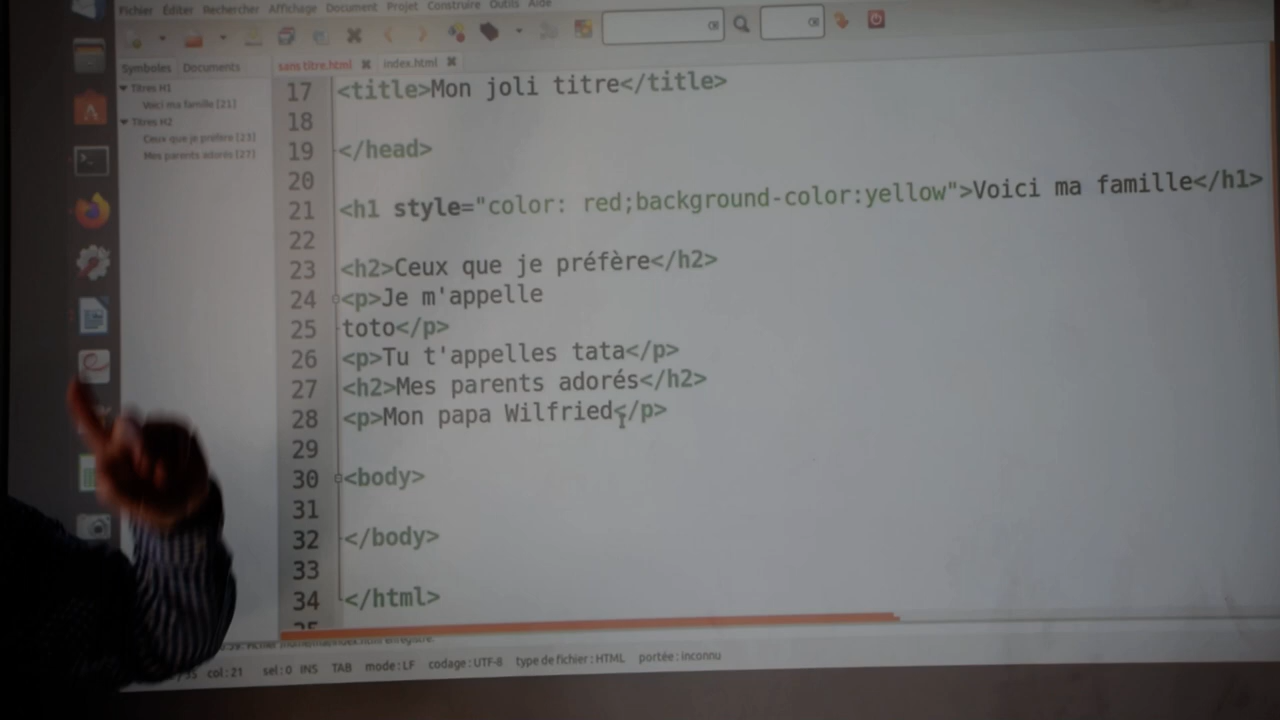 Fichier Éditer Rechercher Affichage Document Projet Construire Outils Aide
Symboles Documents
sans titre.html index.html
Titres H1
Voici ma famille [21]
Titres H2
Ceux que je préfère [23]
Mes parents adorés [27]
17 <title>Mon joli titre</title>
18
19 </head>
20
21 <h1 style="color: red;background-color:yellow">Voici ma famille</h1>
22
23 <h2>Ceux que je préfère</h2>
24 <p>Je m'appelle
25 toto</p>
26 <p>Tu t'appelles tata</p>
27 <h2>Mes parents adorés</h2>
28 <p>Mon papa Wilfried</p>
29
30 <body>
31
32 </body>
33
34 </html>
col: 21 sel: 0 INS TAB mode: LF codage: UTF-8 type de fichier: HTML portée: inconnu